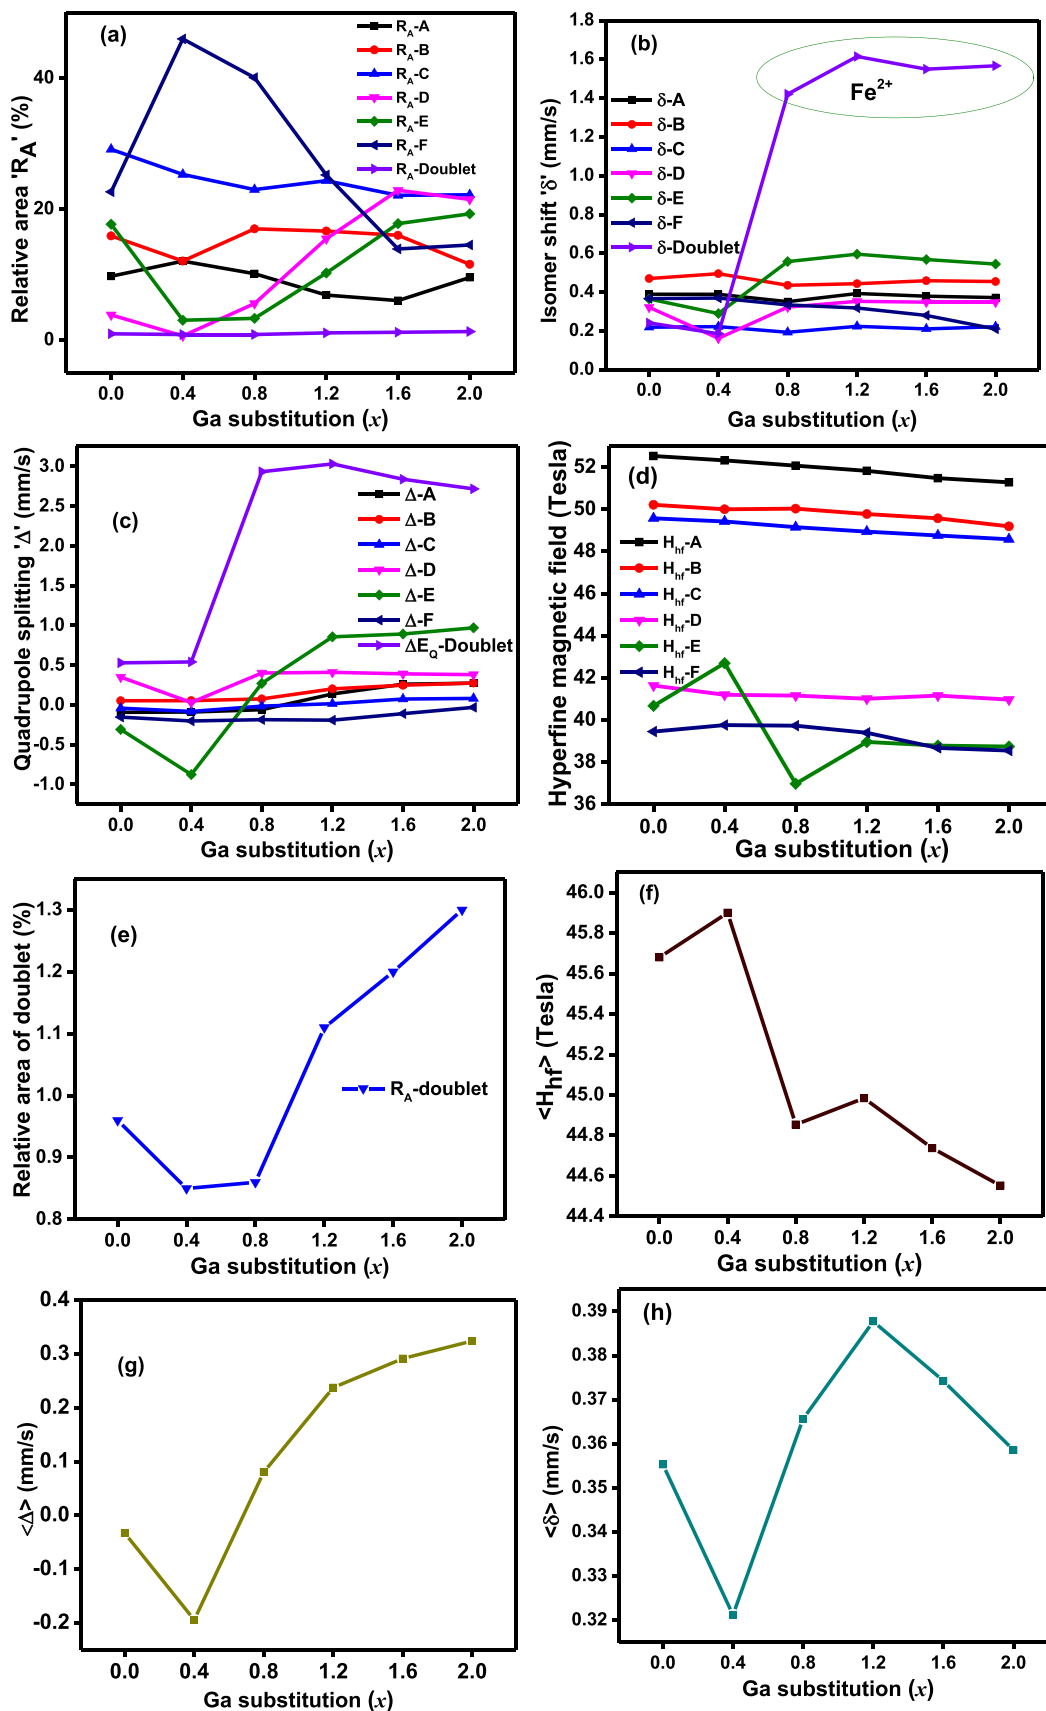 (a)
Relative area 'R_A' (%)
40
20
0
R_A-A
R_A-B
R_A-C
R_A-D
R_A-E
R_A-F
R_A-Doublet
0.0 0.4 0.8 1.2 1.6 2.0
Ga substitution (x)
(b)
Isomer shift 'δ' (mm/s)
1.8
1.6
1.4
1.2
1.0
0.8
0.6
0.4
0.2
0.0
Fe²⁺
δ-A
δ-B
δ-C
δ-D
δ-E
δ-F
δ-Doublet
0.0 0.4 0.8 1.2 1.6 2.0
Ga substitution (x)
(c)
Quadrupole splitting 'Δ' (mm/s)
3.0
2.5
2.0
1.5
1.0
0.5
0.0
-0.5
-1.0
Δ-A
Δ-B
Δ-C
Δ-D
Δ-E
Δ-F
ΔE_Q-Doublet
0.0 0.4 0.8 1.2 1.6 2.0
Ga substitution (x)
(d)
Hyperfine magnetic field (Tesla)
52
50
48
46
44
42
40
38
36
H_hf-A
H_hf-B
H_hf-C
H_hf-D
H_hf-E
H_hf-F
0.0 0.4 0.8 1.2 1.6 2.0
Ga substitution (x)
(e)
Relative area of doublet (%)
1.3
1.2
1.1
1.0
0.9
0.8
R_A-doublet
0.0 0.4 0.8 1.2 1.6 2.0
Ga substitution (x)
(f)
<H_hf> (Tesla)
46.0
45.8
45.6
45.4
45.2
45.0
44.8
44.6
44.4
0.0 0.4 0.8 1.2 1.6 2.0
Ga substitution (x)
(g)
<Δ> (mm/s)
0.4
0.3
0.2
0.1
0.0
-0.1
-0.2
0.0 0.4 0.8 1.2 1.6 2.0
Ga substitution (x)
(h)
<δ> (mm/s)
0.39
0.38
0.37
0.36
0.35
0.34
0.33
0.32
0.0 0.4 0.8 1.2 1.6 2.0
Ga substitution (x)